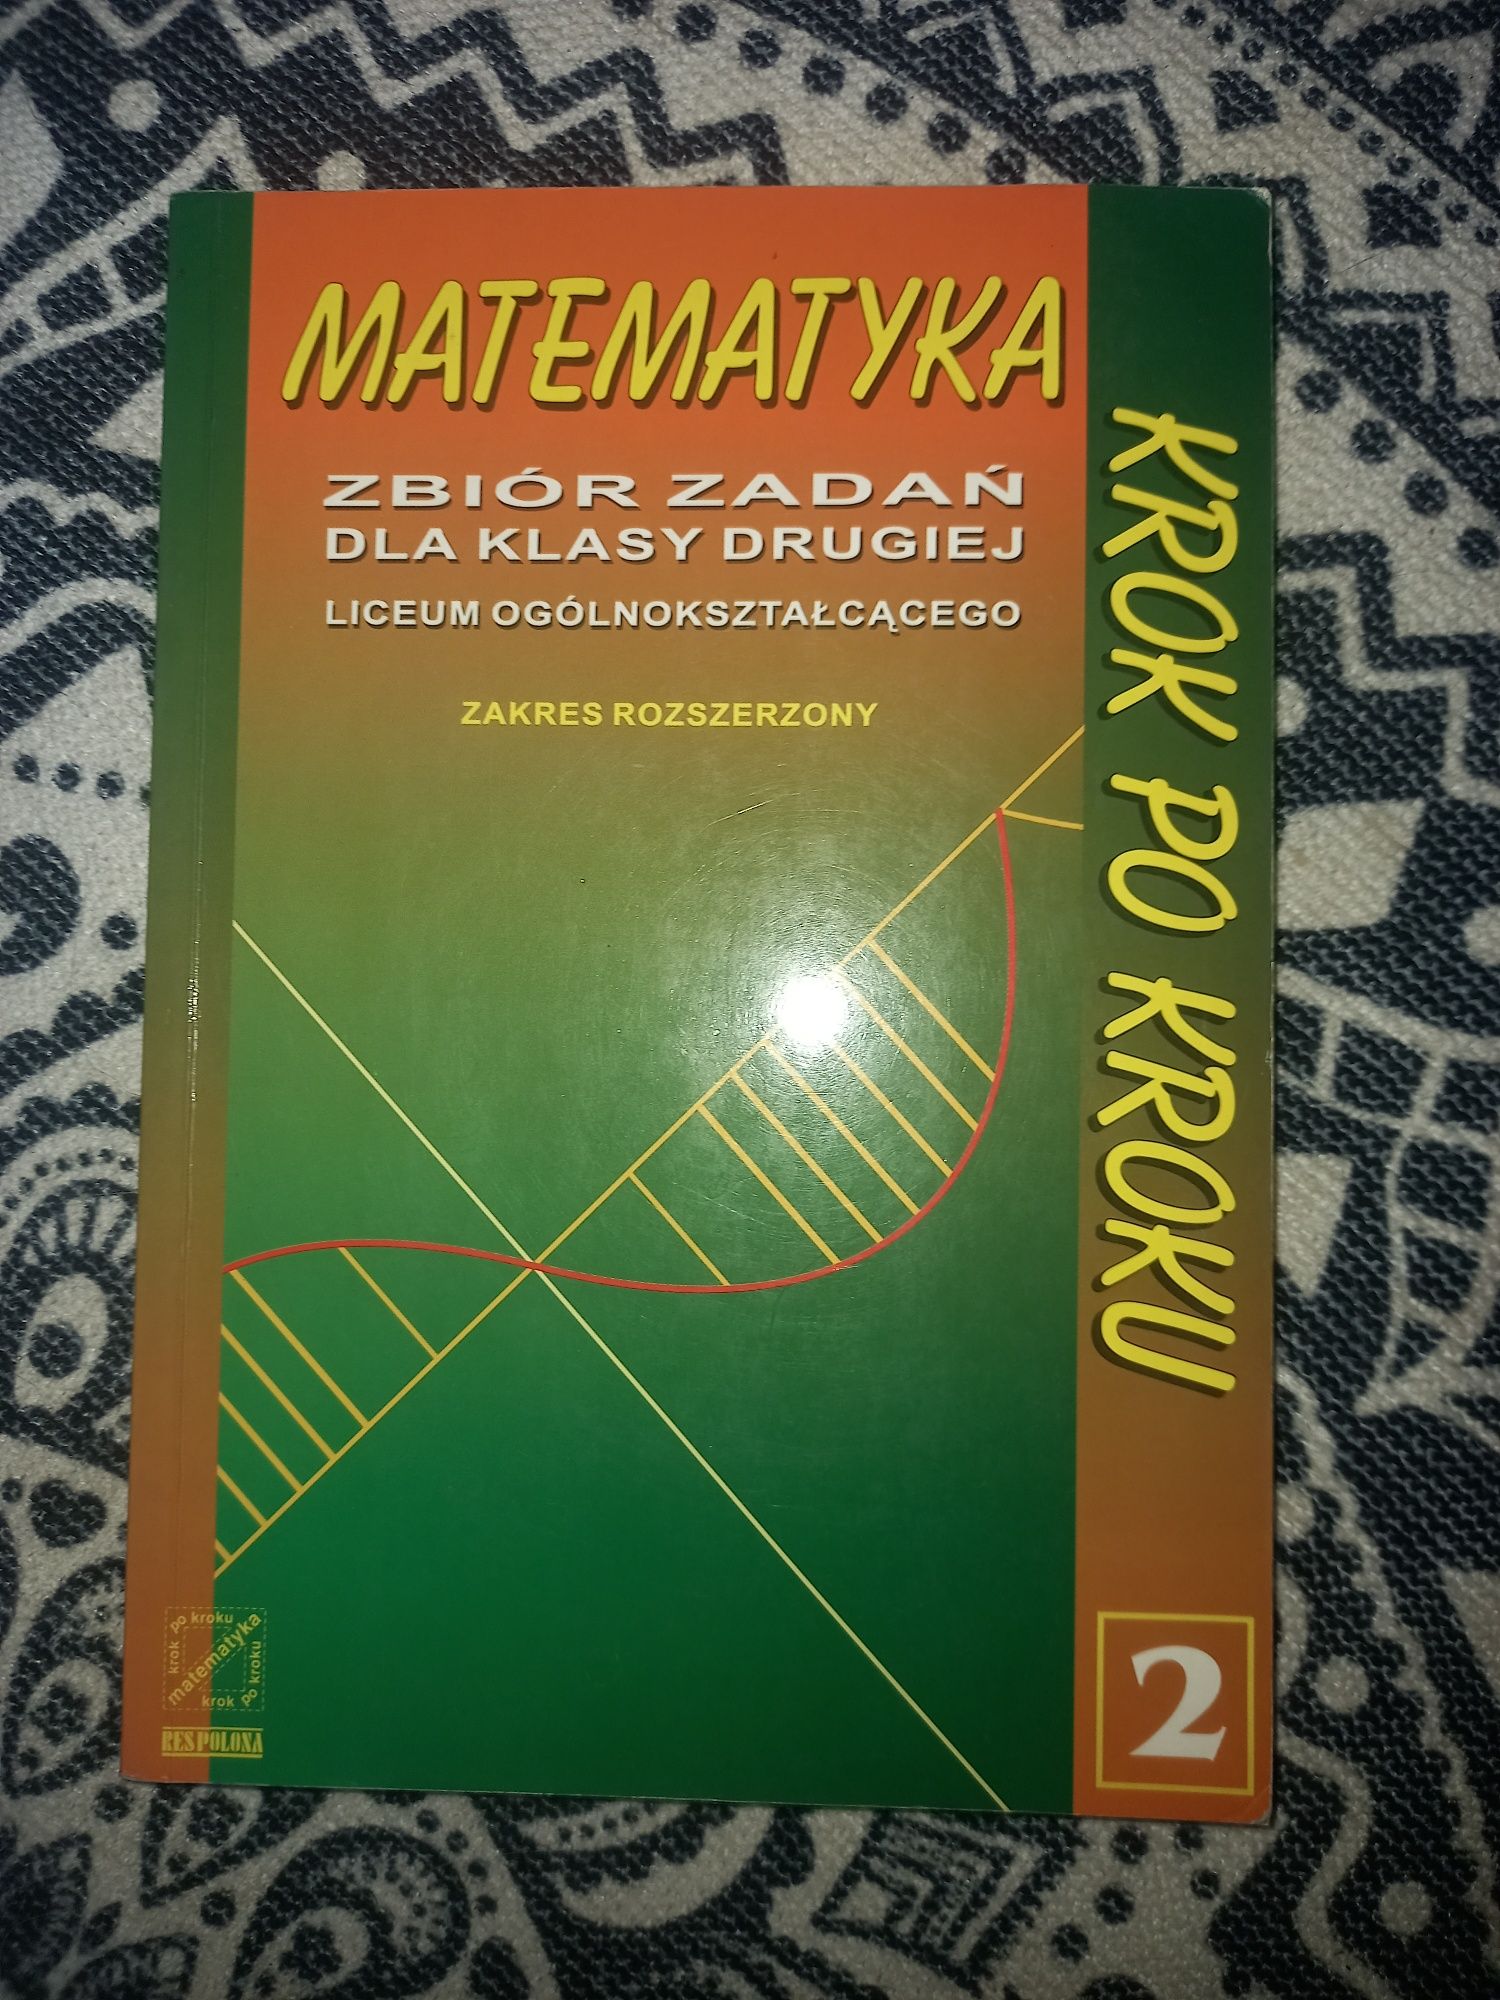 MATEMATYKA
ZBIÓR ZADAŃ
DLA KLASY DRUGIEJ
LICEUM OGÓLNOKSZTAŁCĄCEGO
ZAKRES ROZSZERZONY
KROK PO KROKU
krok po kroku
matematyka
krok po kroku
RES POLONA
2